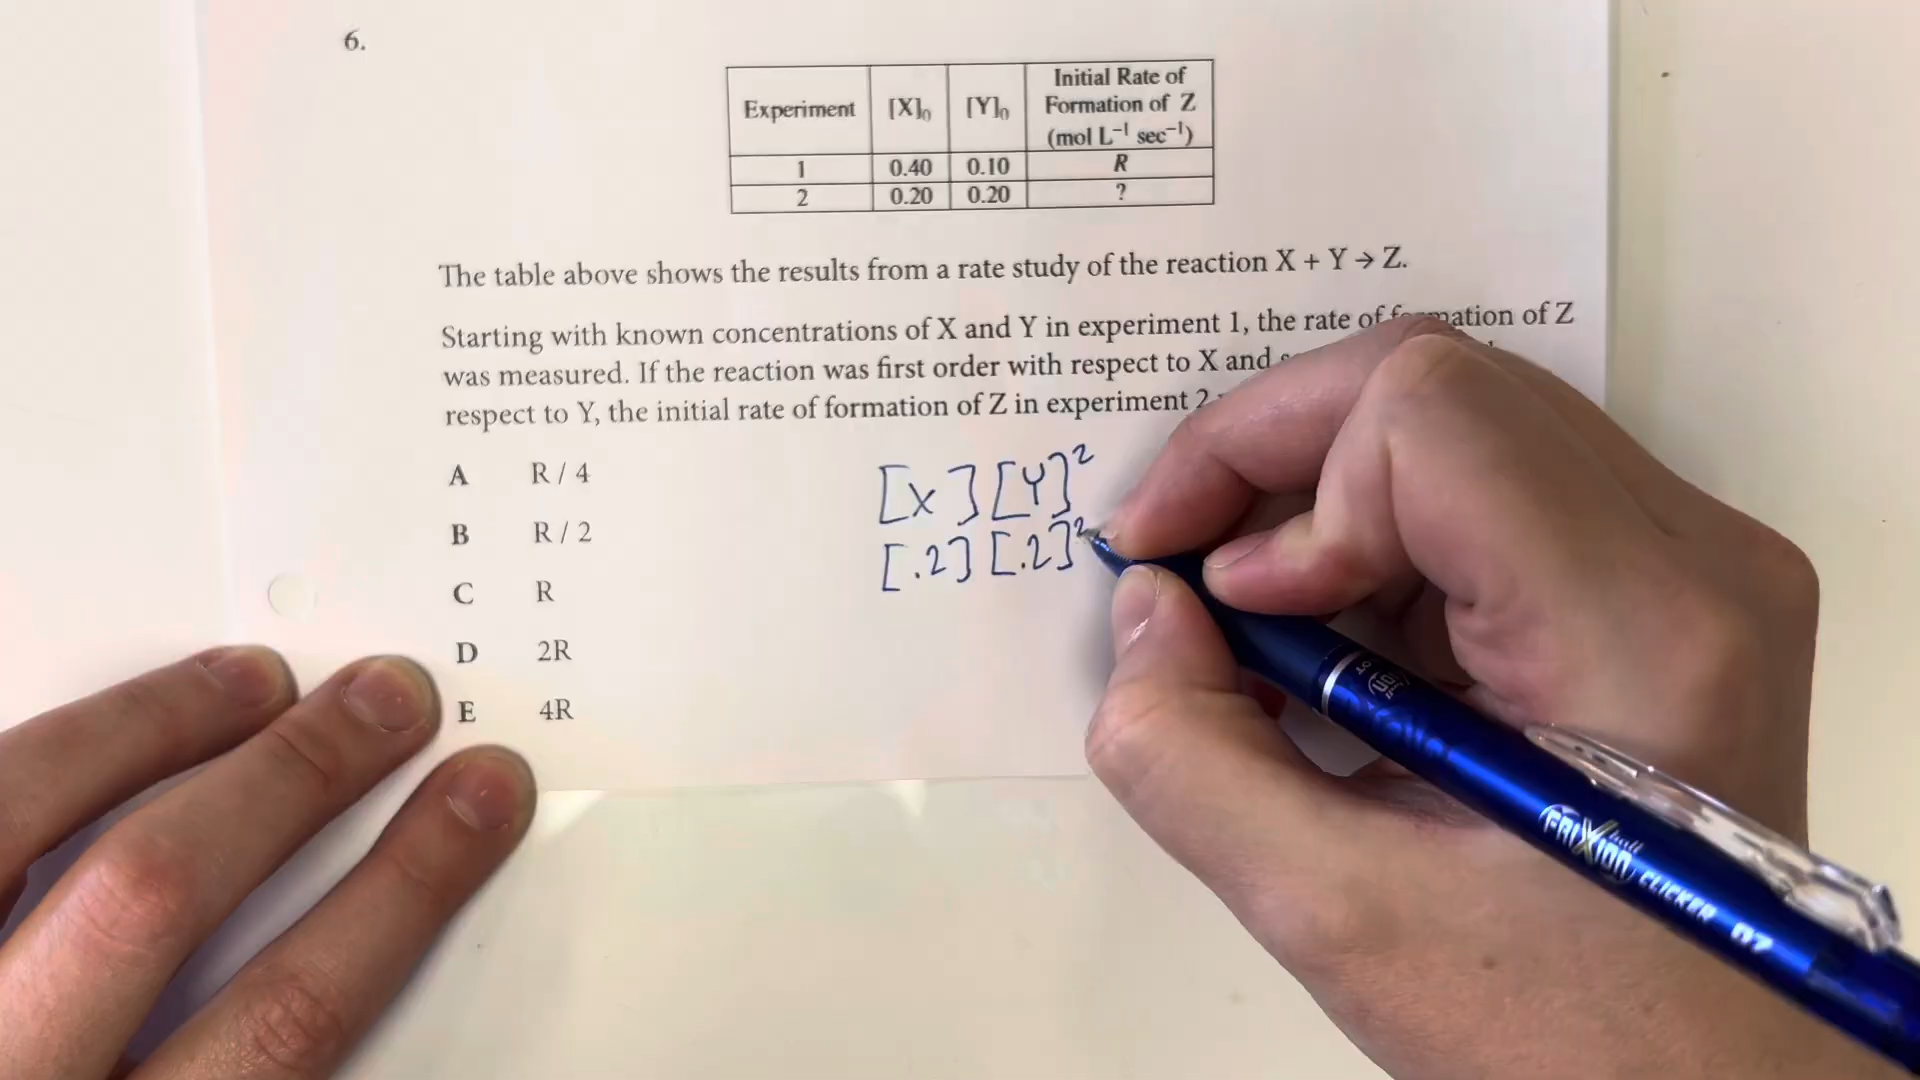 6.
Experiment [X]₀ [Y]₀ Initial Rate of Formation of Z (mol L⁻¹ sec⁻¹)
1 0.40 0.10 R
2 0.20 0.20 ?
The table above shows the results from a rate study of the reaction X + Y → Z.
Starting with known concentrations of X and Y in experiment 1, the rate of formation of Z
was measured. If the reaction was first order with respect to X and
respect to Y, the initial rate of formation of Z in experiment 2
A R / 4
B R / 2
C R
D 2R
E 4R
[X] [Y]²
[.2] [.2]²
FRIXION ball CLICKER 07